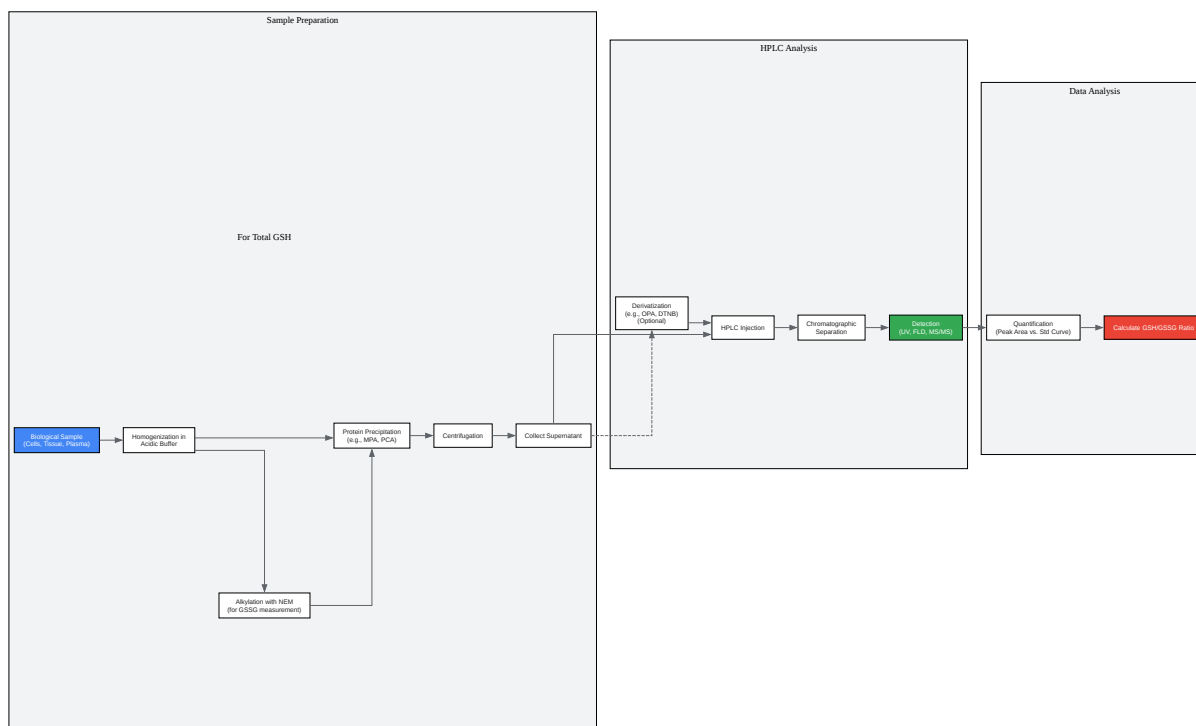 Sample Preparation
HPLC Analysis
Data Analysis
For Total GSH
Biological Sample
(Cells, Tissue, Plasma)
Homogenization in
Acidic Buffer
Alkylation with NEM
(for GSSG measurement)
Protein Precipitation
(e.g., MPA, PCA)
Centrifugation
Collect Supernatant
Derivatization
(e.g., OPA, DTNB)
(Optional)
HPLC Injection
Chromatographic
Separation
Detection
(UV, FLD, MS/MS)
Quantification
(Peak Area vs. Std Curve)
Calculate GSH/GSSG Ratio